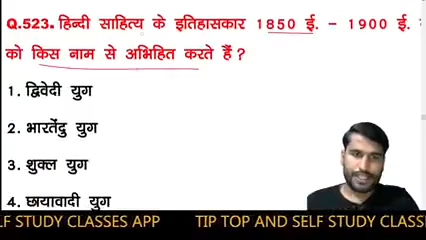 Q.523. हिन्दी साहित्य के इतिहासकार 1850 ई. - 1900 ई.
को किस नाम से अभिहित करते हैं ?
1. द्विवेदी युग
2. भारतेंदु युग
3. शुक्ल युग
4. छायावादी युग
LF STUDY CLASSES APP TIP TOP AND SELF STUDY CLASS